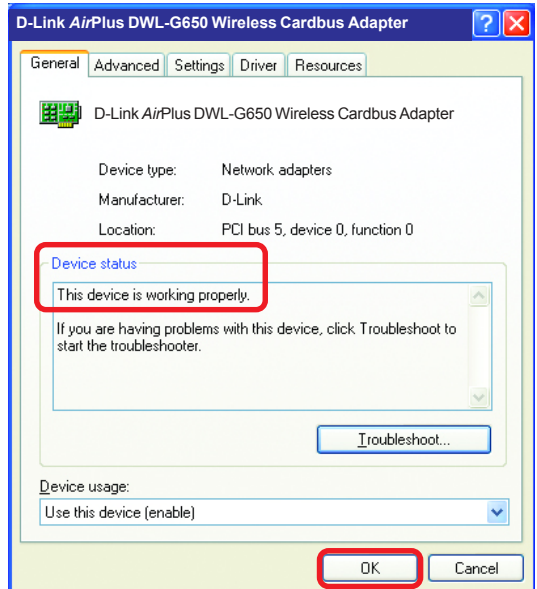 D-Link AirPlus DWL-G650 Wireless Cardbus Adapter
General Advanced Settings Driver Resources
D-Link AirPlus DWL-G650 Wireless Cardbus Adapter
Device type: Network adapters
Manufacturer: D-Link
Location: PCI bus 5, device 0, function 0
Device status
This device is working properly.
If you are having problems with this device, click Troubleshoot to
start the troubleshooter.
Troubleshoot...
Device usage:
Use this device (enable)
OK Cancel